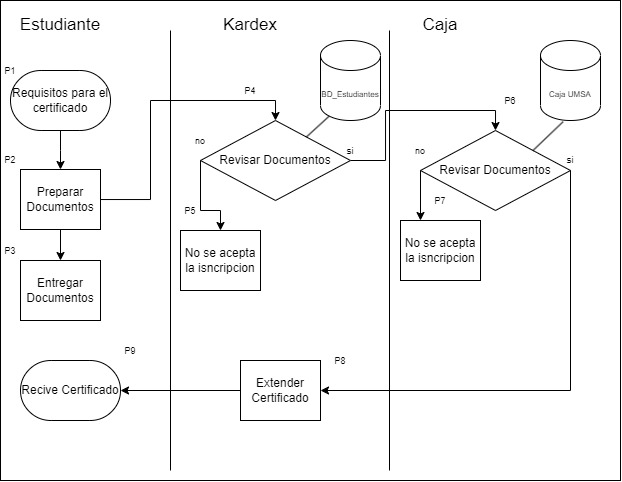 Estudiante
Kardex
Caja
P1
Requisitos para el
certificado
P4
BD_Estudiantes
P6
Caja UMSA
no
Revisar Documentos
si
no
Revisar Documentos
si
P2
Preparar
Documentos
P5
No se acepta
la isncripcion
P7
No se acepta
la isncripcion
P3
Entregar
Documentos
P9
Recive Certificado
P8
Extender
Certificado